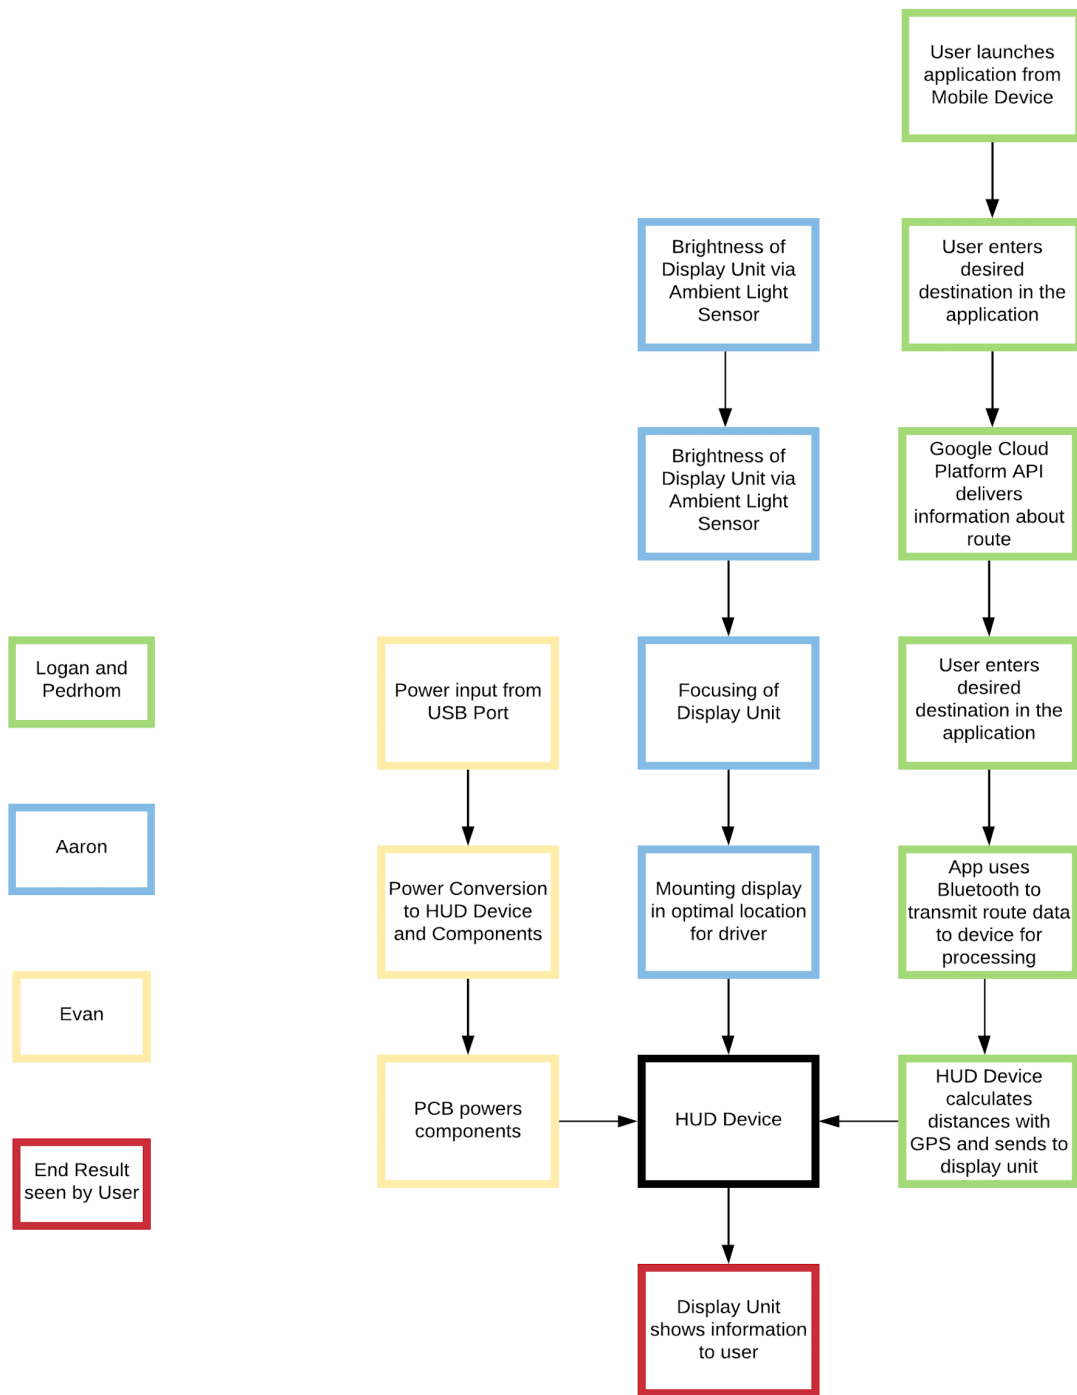 User launches
application from
Mobile Device
Brightness of
Display Unit via
Ambient Light
Sensor
User enters
desired
destination in the
application
Brightness of
Display Unit via
Ambient Light
Sensor
Google Cloud
Platform API
delivers
information about
route
Logan and
Pedrhom
Power input from
USB Port
Focusing of
Display Unit
User enters
desired
destination in the
application
Aaron
Power Conversion
to HUD Device
and Components
Mounting display
in optimal location
for driver
App uses
Bluetooth to
transmit route data
to device for
processing
Evan
PCB powers
components
HUD Device
HUD Device
calculates
distances with
GPS and sends to
display unit
End Result
seen by User
Display Unit
shows information
to user